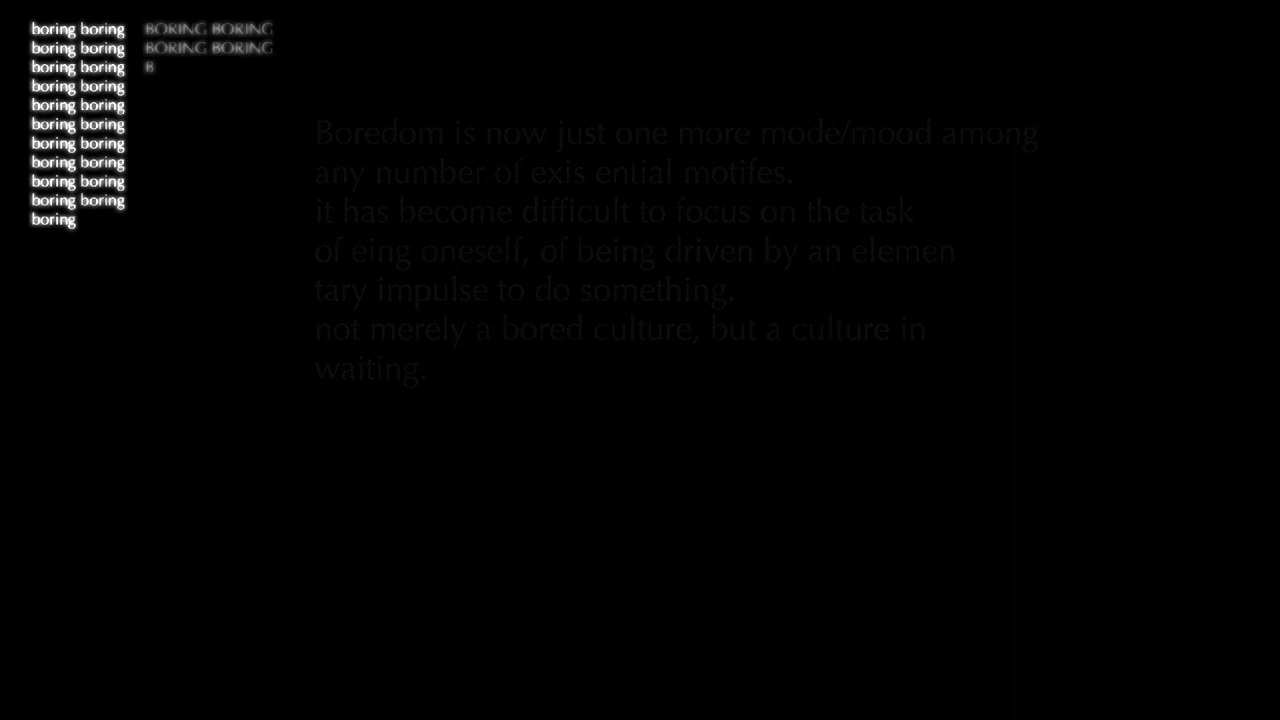 boring boring
boring boring
boring boring
boring boring
boring boring
boring boring
boring boring
boring boring
boring boring
boring boring
boring
BORING BORING
BORING BORING
B
Boredom is now just one more mode/mood among
any number of exis ential motifes.
it has become difficult to focus on the task
of eing oneself, of being driven by an elemen
tary impulse to do something.
not merely a bored culture, but a culture in
waiting.